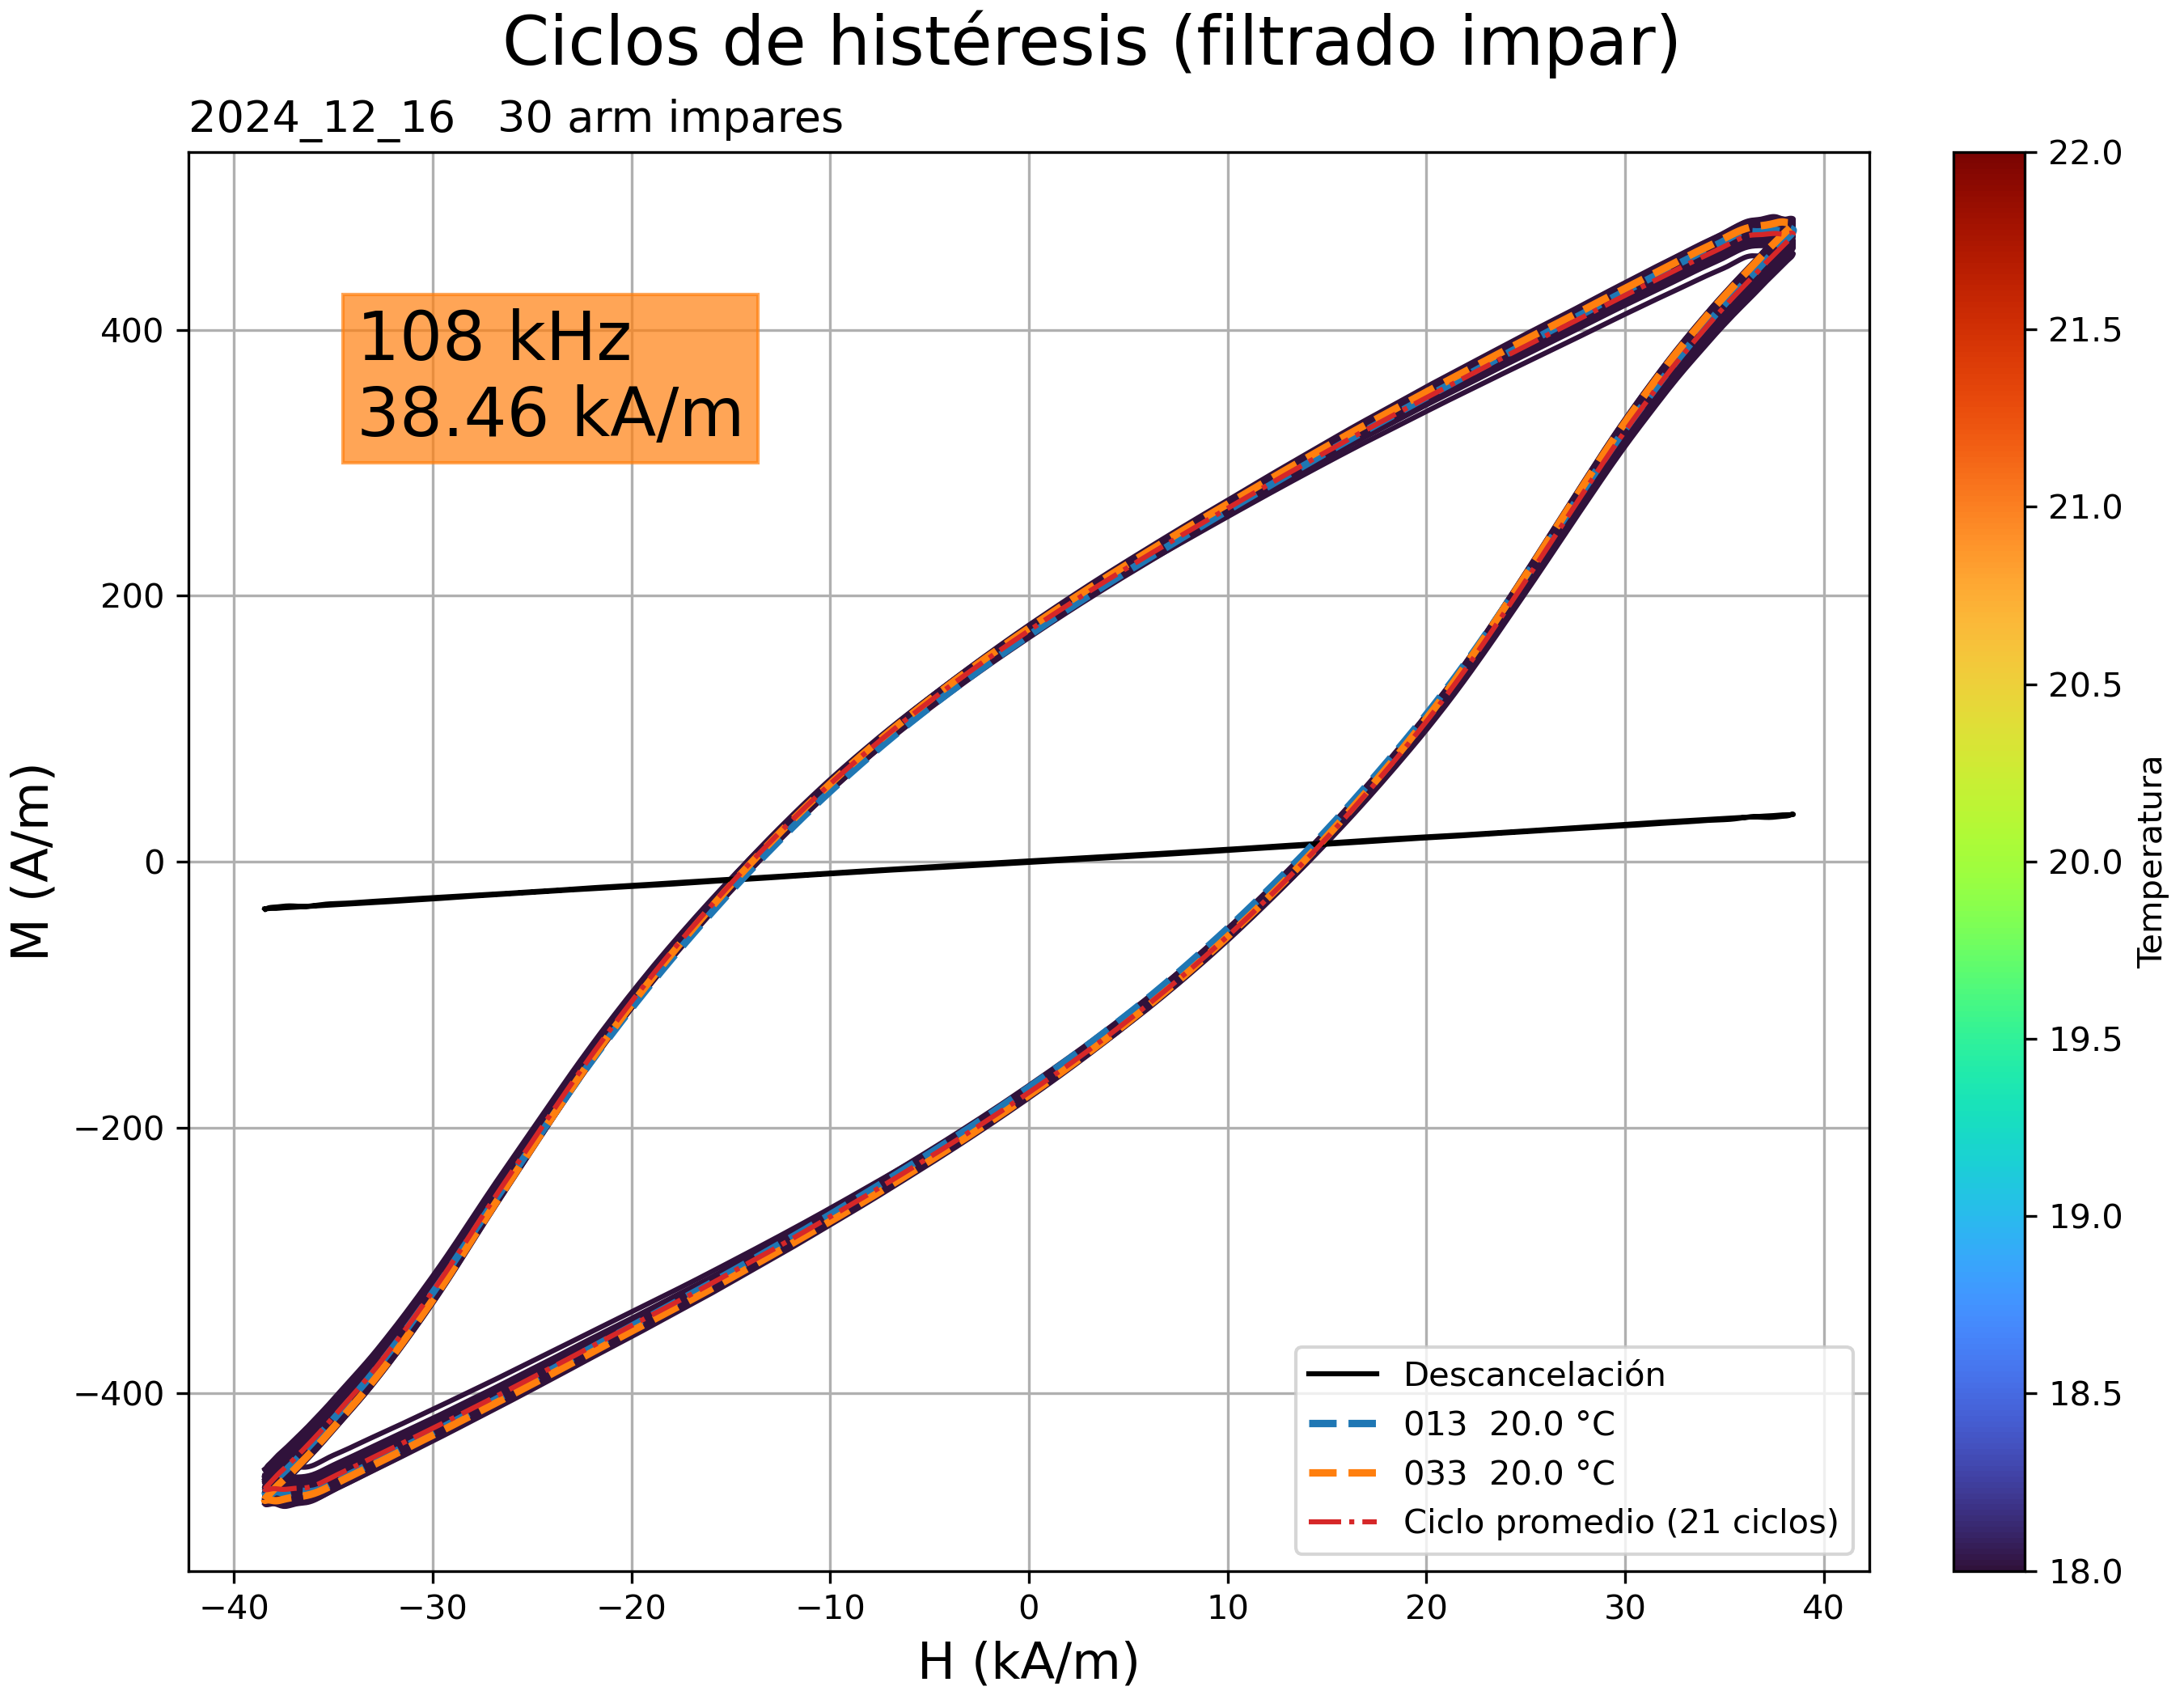 Ciclos de histéresis (filtrado impar)
2024_12_16   30 arm impares
108 kHz
38.46 kA/m
M (A/m)
400
200
0
−200
−400
−40
−30
−20
−10
0
10
20
30
40
H (kA/m)
Descancelación
013  20.0 °C
033  20.0 °C
Ciclo promedio (21 ciclos)
22.0
21.5
21.0
20.5
20.0
19.5
19.0
18.5
18.0
Temperatura